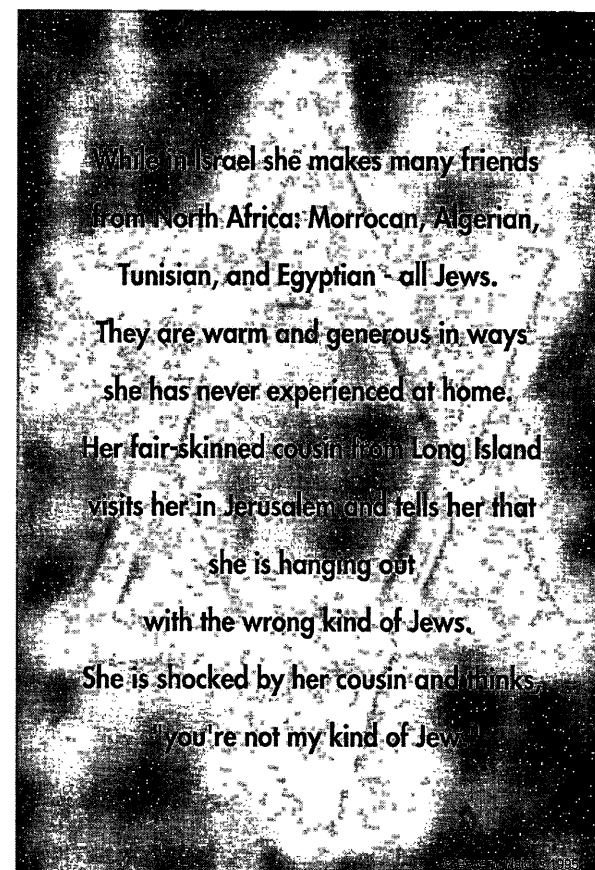 While in Israel she makes many friends
from North Africa: Morrocan, Algerian,
Tunisian, and Egyptian - all Jews.
They are warm and generous in ways
she has never experienced at home.
Her fair-skinned cousin from Long Island
visits her in Jerusalem and tells her that
she is hanging out
with the wrong kind of Jews.
She is shocked by her cousin and thinks,
"you're not my kind of Jew."
1995